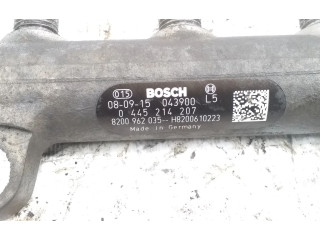 015 BOSCH
08-09-15 043900 L5
0 445 214 207
8200 962 035-- H8200610223
Made in Germany